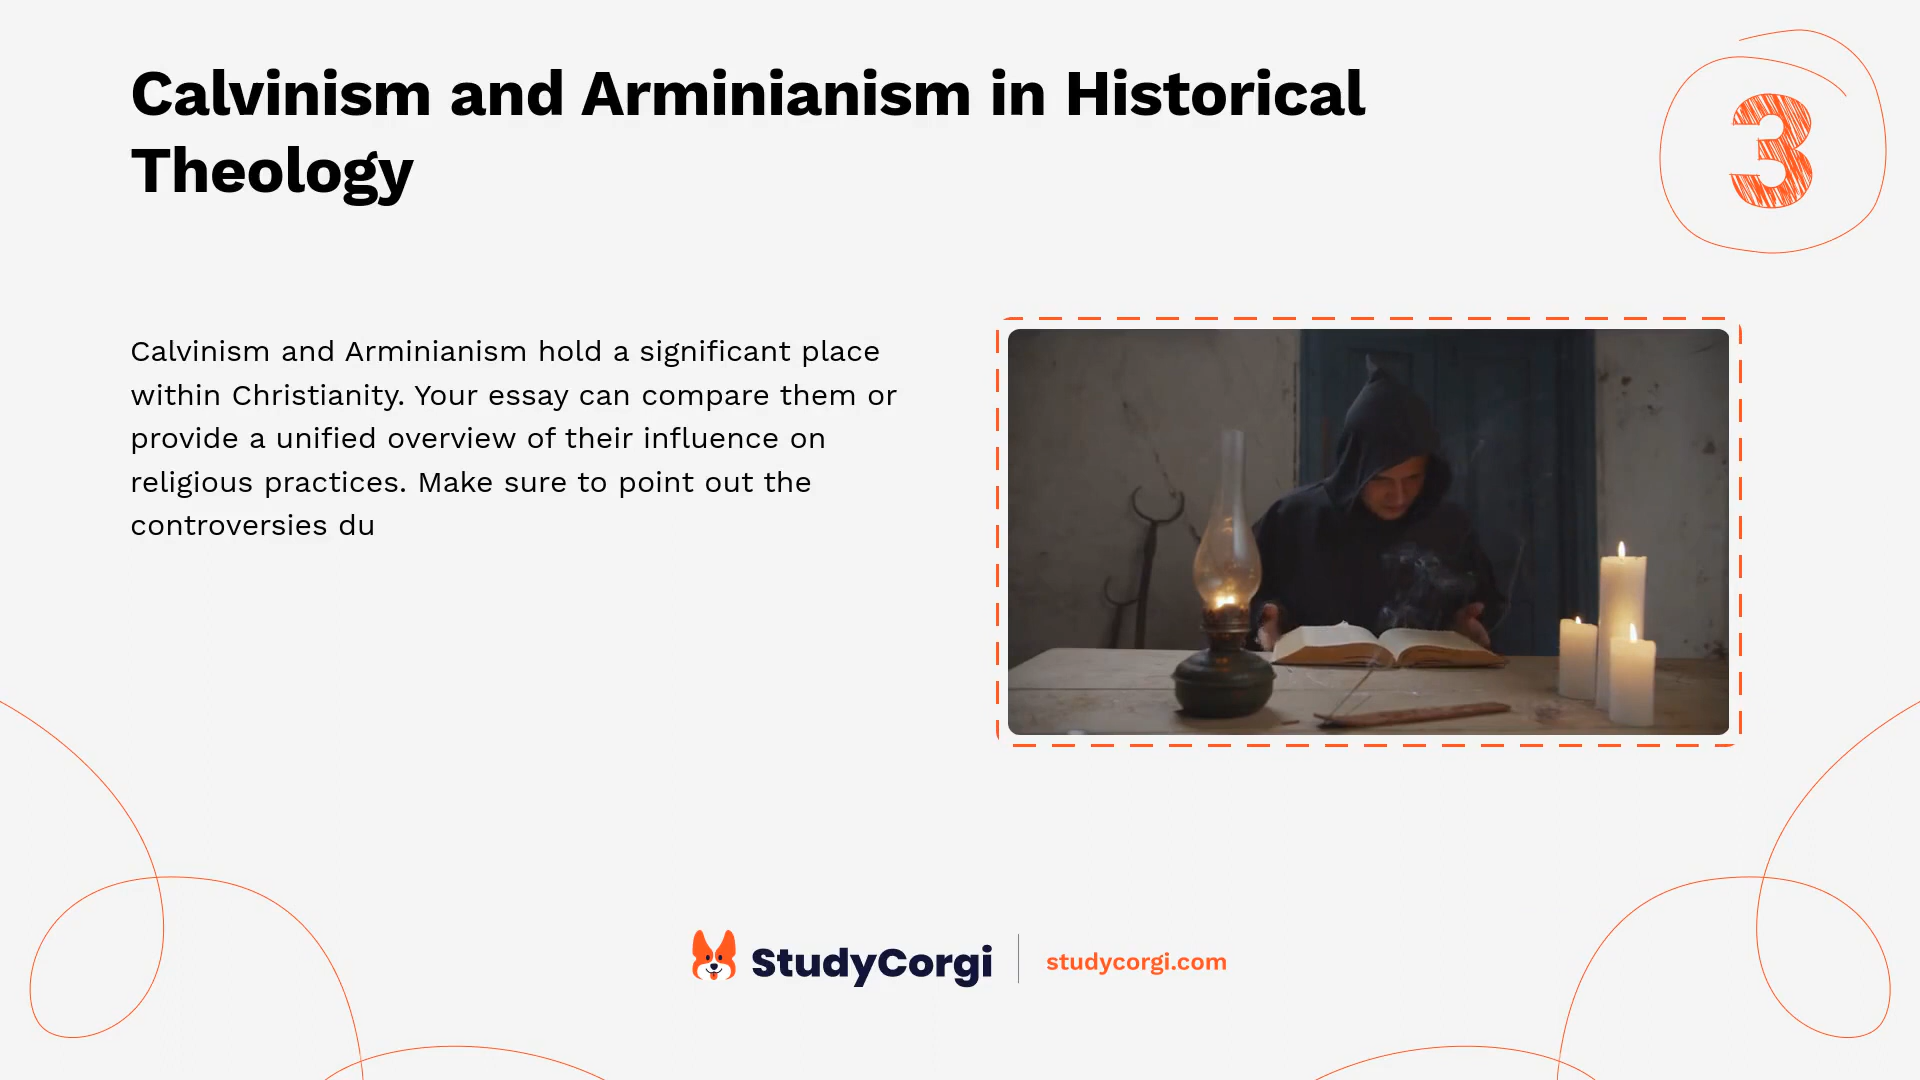 Calvinism and Arminianism in Historical
Theology
3
Calvinism and Arminianism hold a significant place
within Christianity. Your essay can compare them or
provide a unified overview of their influence on
religious practices. Make sure to point out the
controversies du
StudyCorgi
studycorgi.com